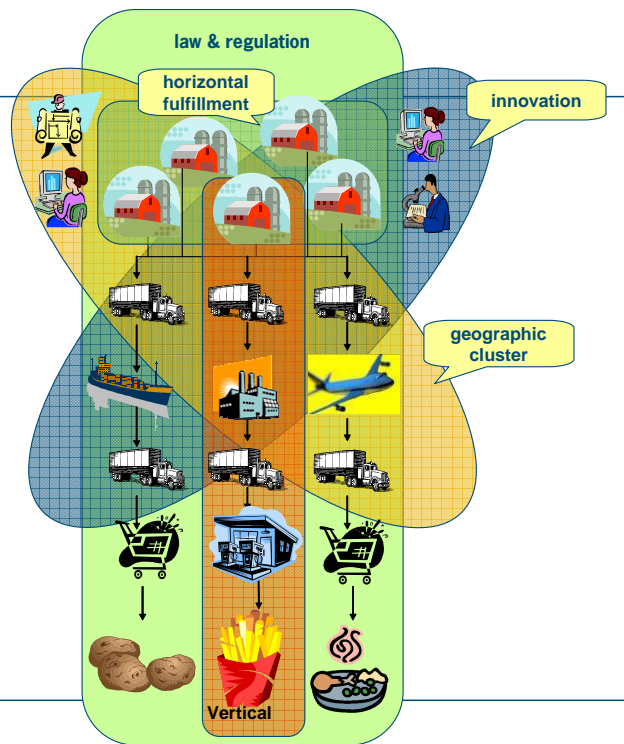 law & regulation
horizontal
fulfillment
innovation
geographic
cluster
Vertical